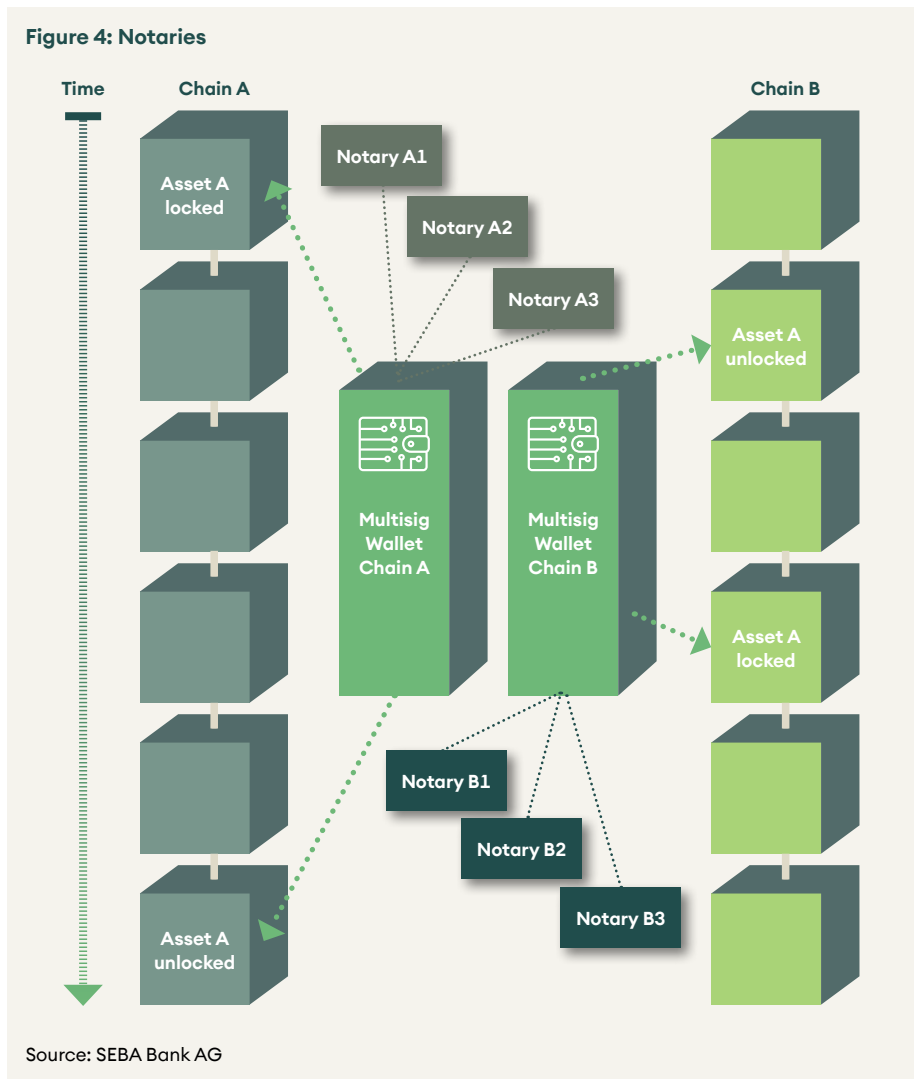 Figure 4: Notaries
Time
Chain A
Chain B
Asset A
locked
Notary A1
Notary A2
Notary A3
Asset A
unlocked
Multisig
Wallet
Chain A
Multisig
Wallet
Chain B
Asset A
locked
Notary B1
Notary B2
Notary B3
Asset A
unlocked
Source: SEBA Bank AG